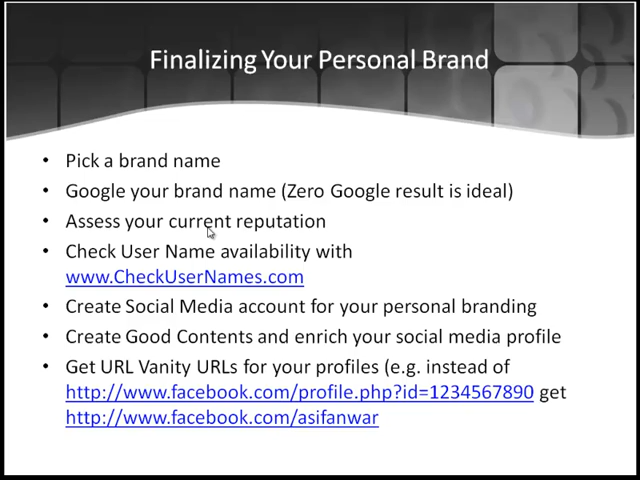 Finalizing Your Personal Brand
• Pick a brand name
• Google your brand name (Zero Google result is ideal)
• Assess your current reputation
• Check User Name availability with
www.CheckUserNames.com
• Create Social Media account for your personal branding
• Create Good Contents and enrich your social media profile
• Get URL Vanity URLs for your profiles (e.g. instead of
http://www.facebook.com/profile.php?id=1234567890 get
http://www.facebook.com/asifanwar